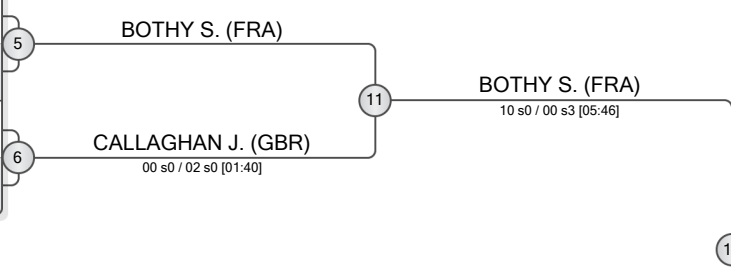 BOTHY S. (FRA)
5
BOTHY S. (FRA)
11
10 s0 / 00 s3 [05:46]
CALLAGHAN J. (GBR)
6
00 s0 / 02 s0 [01:40]